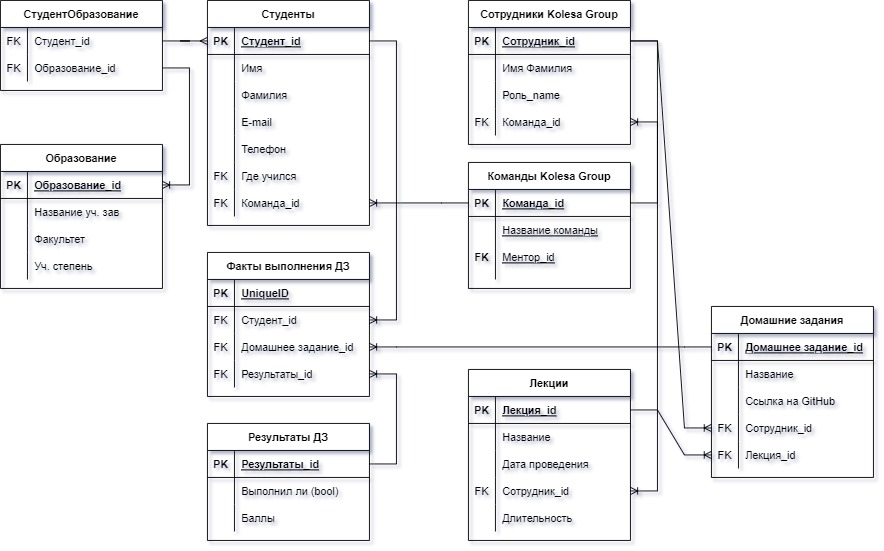 СтудентОбразование
FK Студент_id
FK Образование_id
Образование
PK Образование_id
Название уч. зав
Факультет
Уч. степень
Студенты
PK Студент_id
Имя
Фамилия
E-mail
Телефон
FK Где учился
FK Команда_id
Факты выполнения ДЗ
PK UniqueID
FK Студент_id
FK Домашнее задание_id
FK Результаты_id
Результаты ДЗ
PK Результаты_id
Выполнил ли (bool)
Баллы
Сотрудники Kolesa Group
PK Сотрудник_id
Имя Фамилия
Роль_name
FK Команда_id
Команды Kolesa Group
PK Команда_id
Название команды
FK Ментор_id
Лекции
PK Лекция_id
Название
Дата проведения
FK Сотрудник_id
Длительность
Домашние задания
PK Домашнее задание_id
Название
Ссылка на GitHub
FK Сотрудник_id
FK Лекция_id